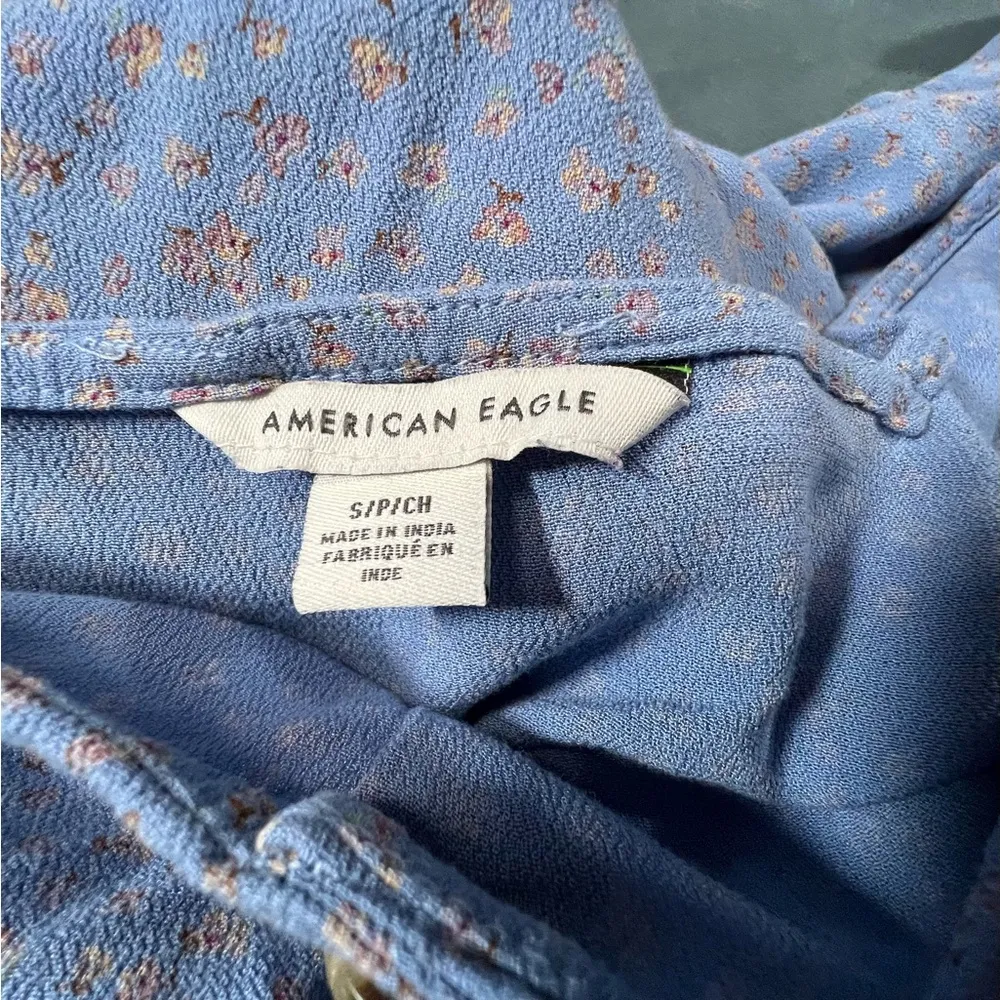 AMERICAN EAGLE
S/P/CH
MADE IN INDIA
FABRIQUÉ EN
INDE